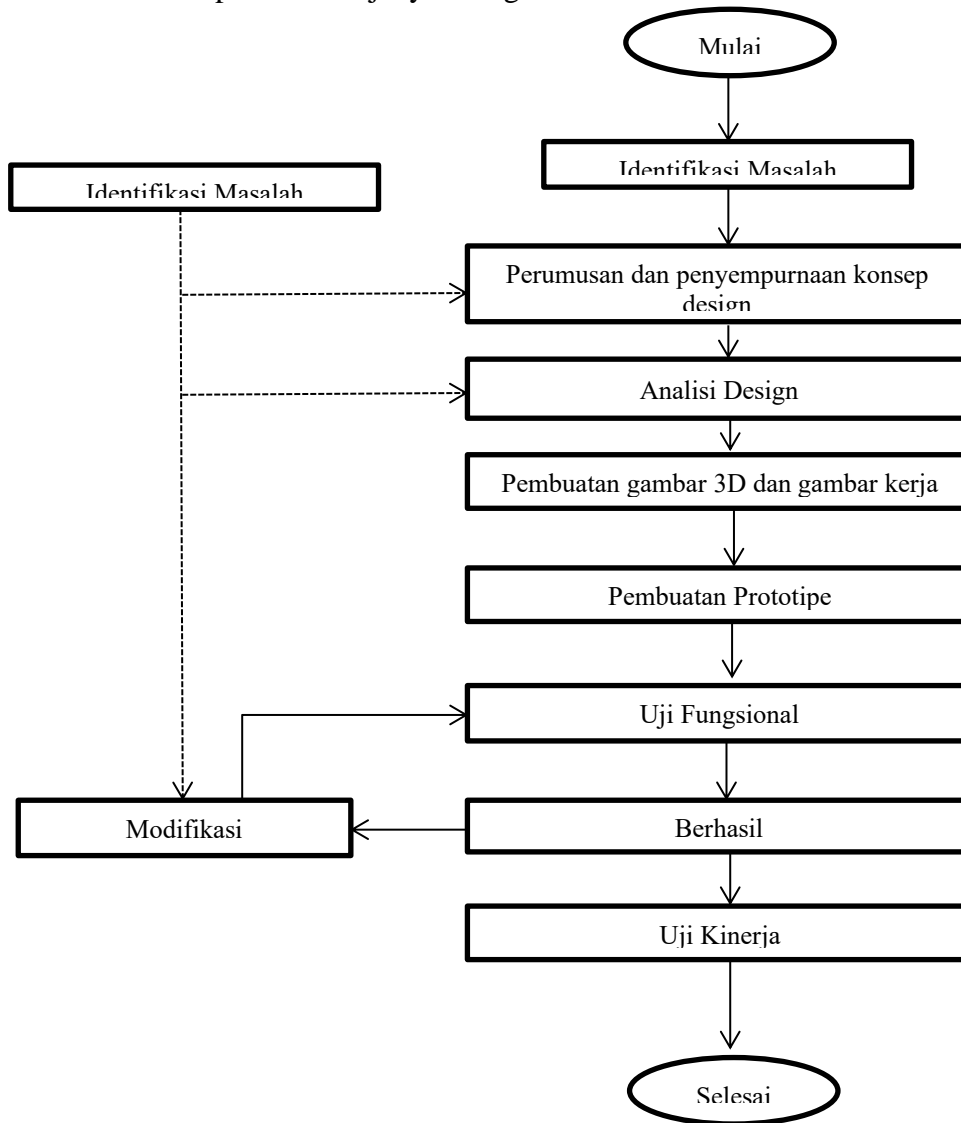 Mulai
Identifikasi Masalah
Identifikasi Masalah
Perumusan dan penyempurnaan konsep
design
Analisi Design
Pembuatan gambar 3D dan gambar kerja
Pembuatan Prototipe
Uji Fungsional
Modifikasi
Berhasil
Uji Kinerja
Selesai